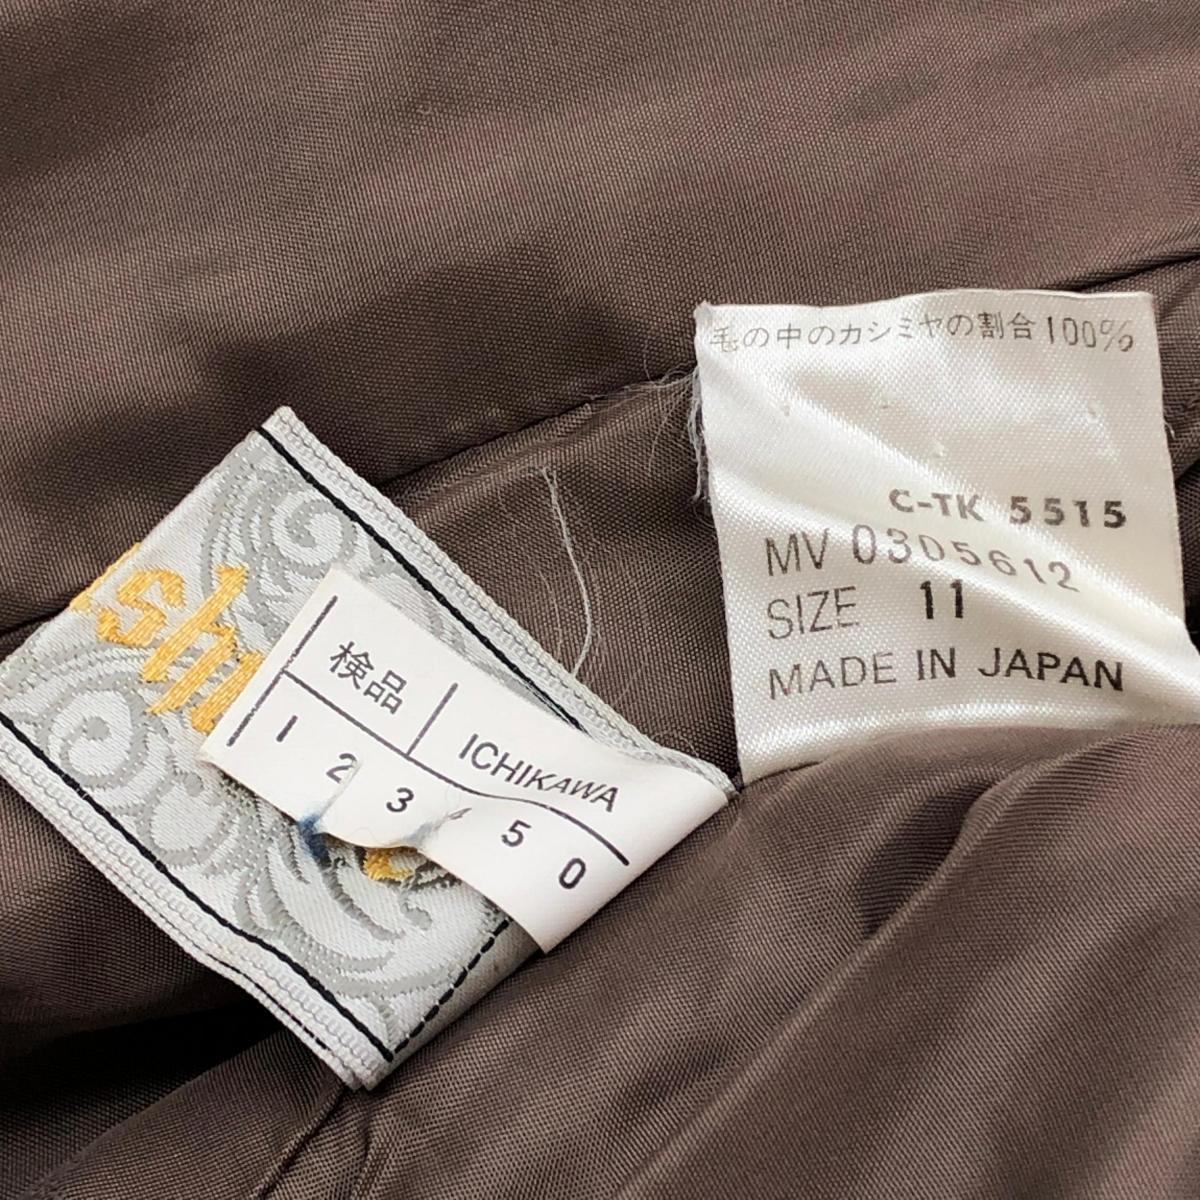 毛の中のカシミヤの割合100%
C-TK 5515
MV 0305612
SIZE 11
MADE IN JAPAN
検品 ICHIKAWA
1 2 3 4 5 0